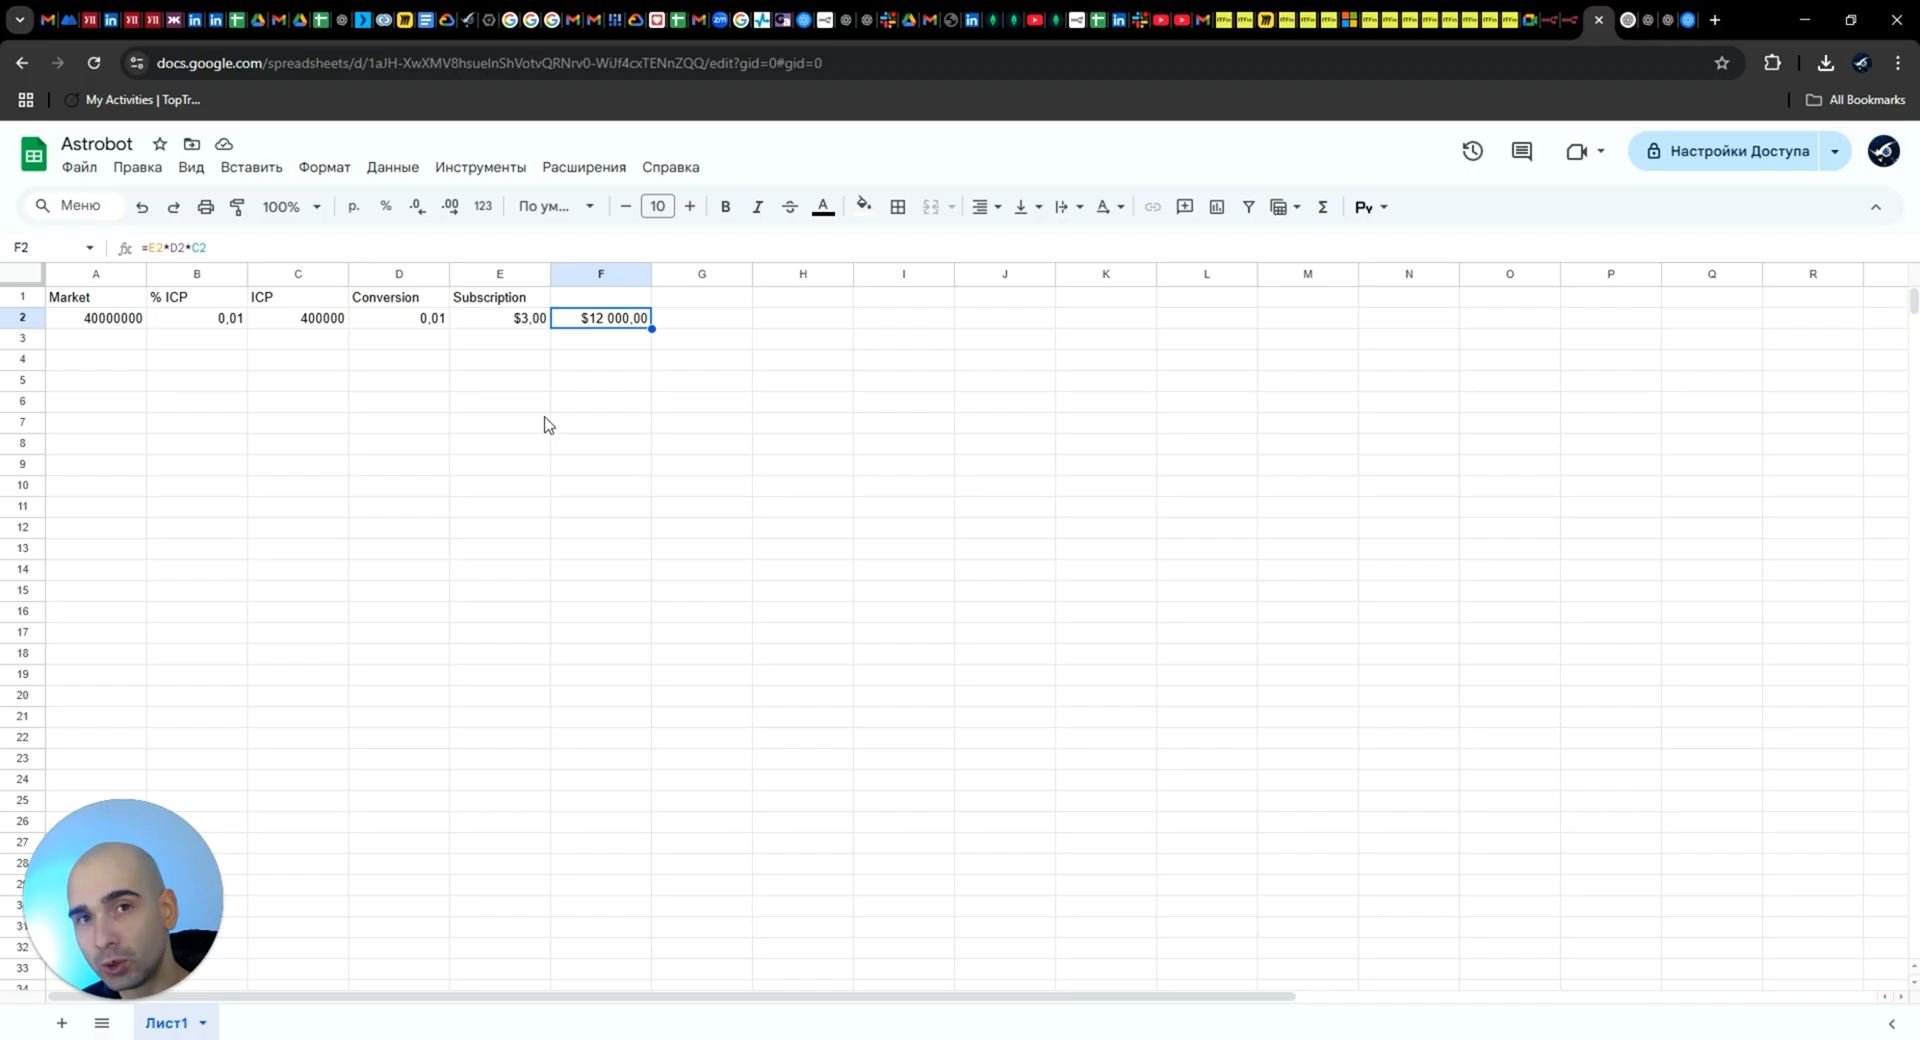 docs.google.com/spreadsheets/d/1aJH-XwXMV8hsueInShVotvQRNrv0-WiJf4cxTENnZQQ/edit?gid=0#gid=0
My Activities | TopTr...
All Bookmarks
Astrobot
Файл Правка Вид Вставить Формат Данные Инструменты Расширения Справка
Настройки Доступа
Меню 100% р. % .0 .00 123 По ум... 10 B I A Σ Py
F2 fx =E2*D2*C2
A B C D E F G H I J K L M N O P Q R
1 Market % ICP ICP Conversion Subscription
2 40000000 0,01 400000 0,01 $3,00 $12 000,00
3
4
5
6
7
8
9
10
11
12
13
14
15
16
17
18
19
20
21
22
23
24
25
26
27
28
32
33
34
Лист1